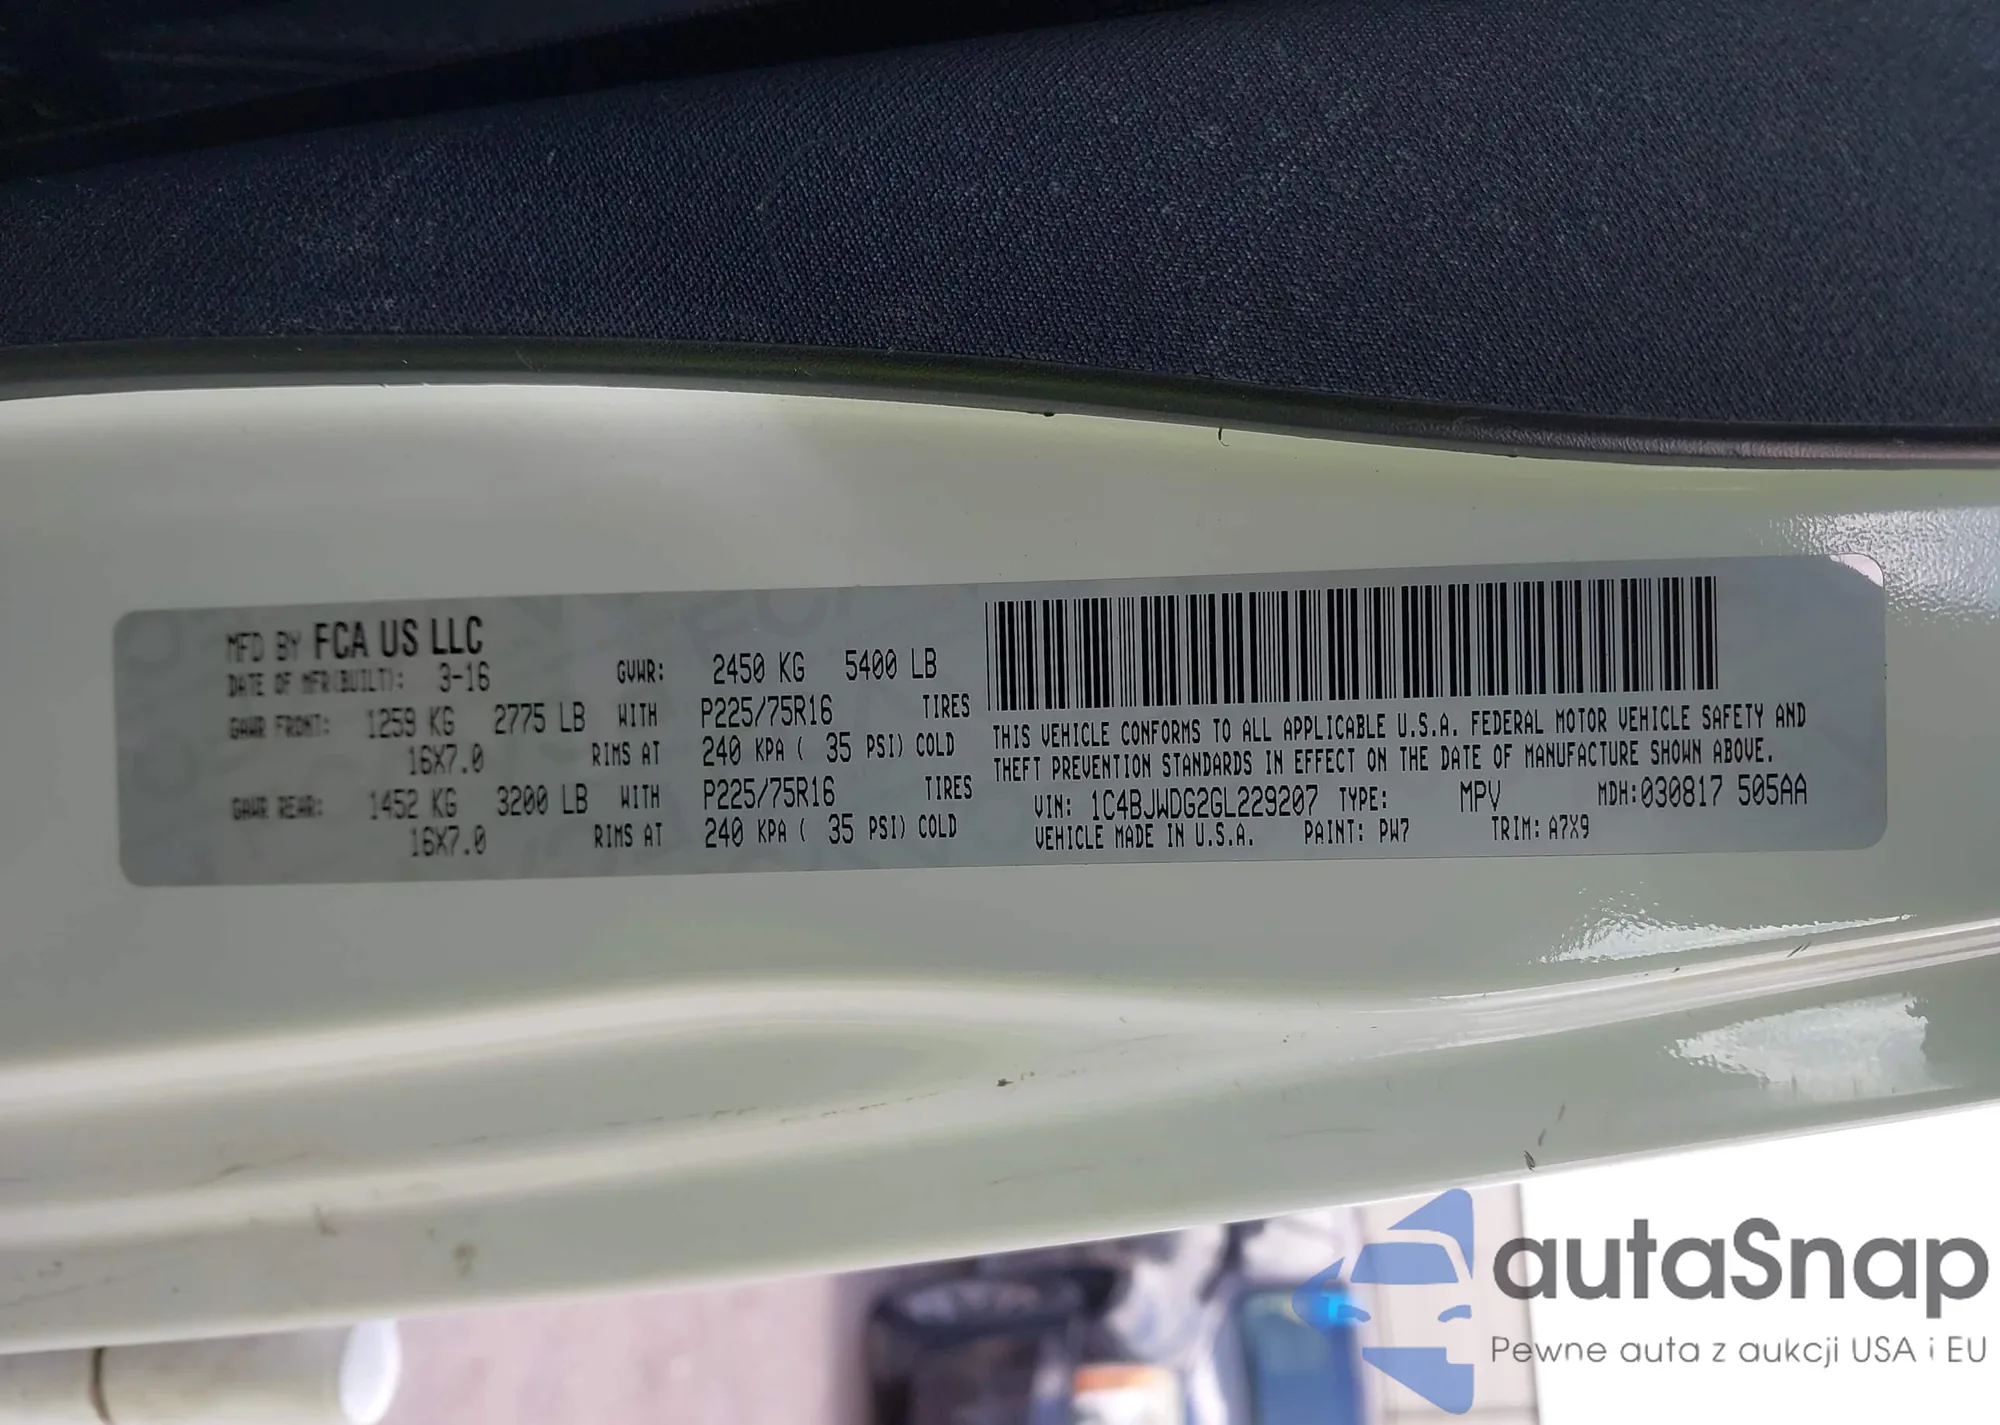 MFD BY FCA US LLC
DATE OF MFR(BUILT): 3-16 GVWR: 2450 KG 5400 LB
GAWR FRONT: 1259 KG 2775 LB WITH P225/75R16 TIRES
16X7.0 RIMS AT 240 KPA ( 35 PSI) COLD
GAWR REAR: 1452 KG 3200 LB WITH P225/75R16 TIRES
16X7.0 RIMS AT 240 KPA ( 35 PSI) COLD
THIS VEHICLE CONFORMS TO ALL APPLICABLE U.S.A. FEDERAL MOTOR VEHICLE SAFETY AND
THEFT PREVENTION STANDARDS IN EFFECT ON THE DATE OF MANUFACTURE SHOWN ABOVE.
VIN: 1C4BJWDG2GL229207 TYPE: MPV MDH:030817 505AA
VEHICLE MADE IN U.S.A. PAINT: PW7 TRIM: A7X9
autaSnap
Pewne auta z aukcji USA i EU